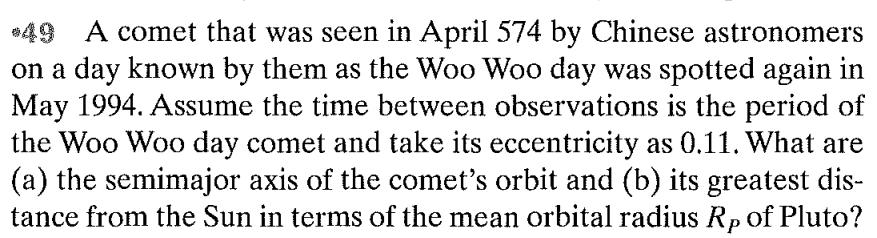 •49 A comet that was seen in April 574 by Chinese astronomers
on a day known by them as the Woo Woo day was spotted again in
May 1994. Assume the time between observations is the period of
the Woo Woo day comet and take its eccentricity as 0.11. What are
(a) the semimajor axis of the comet's orbit and (b) its greatest dis-
tance from the Sun in terms of the mean orbital radius R_P of Pluto?